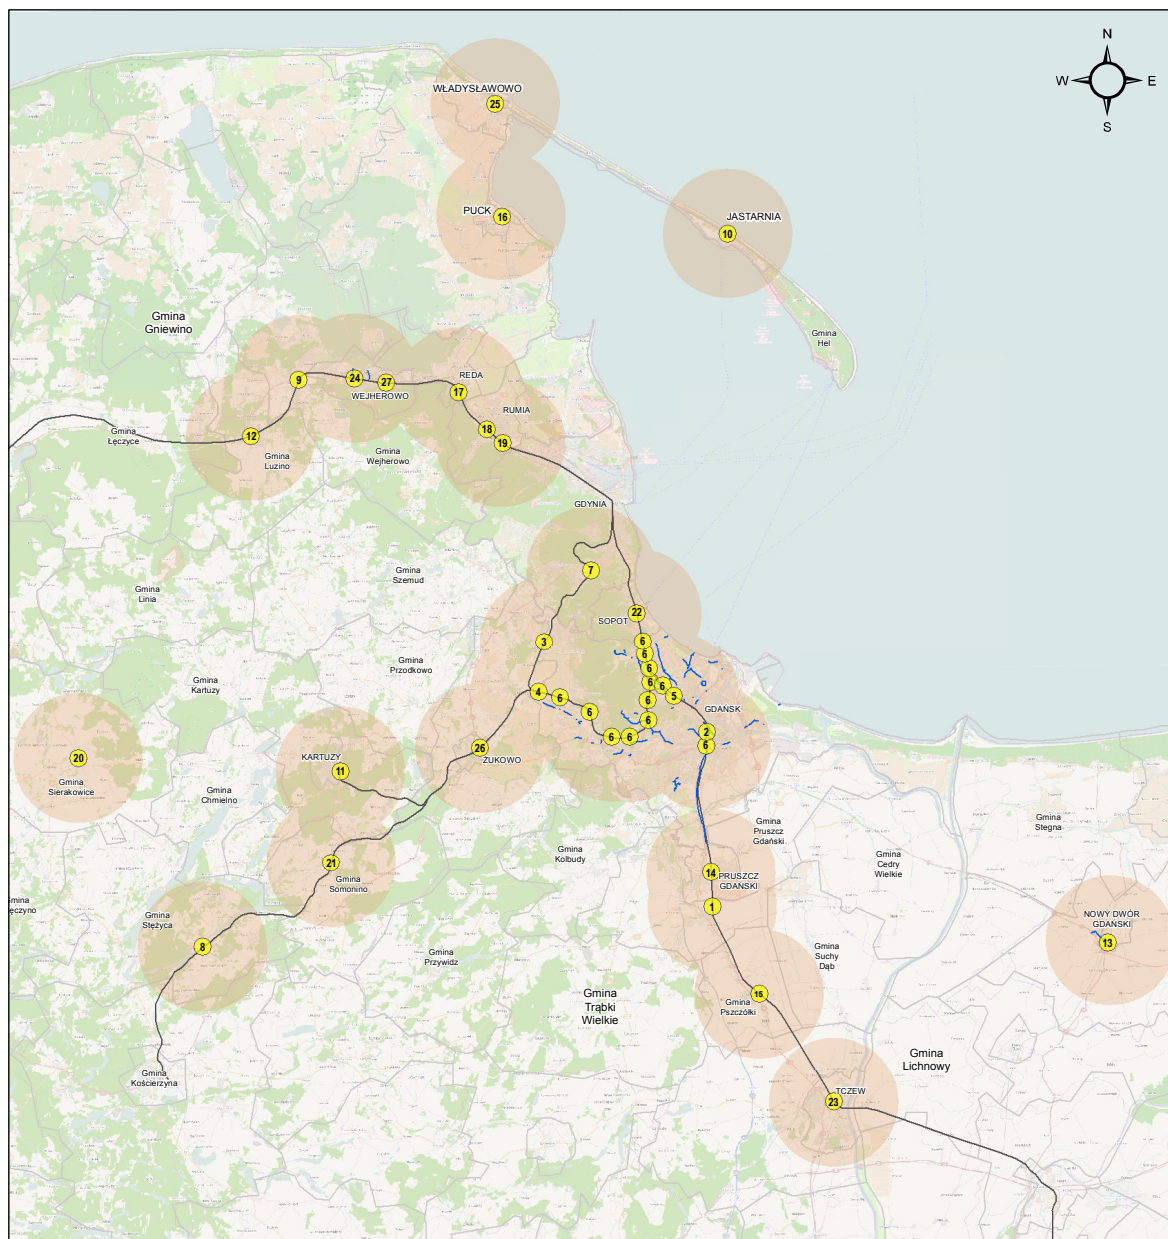 N
W
E
S
WŁADYSŁAWOWO
25
PUCK
16
JASTARNIA
10
Gmina
Gniewino
Gmina
Hel
9
24
27
WEJHEROWO
REDA
17
RUMIA
18
19
12
Gmina
Łęczyce
Gmina
Luzino
Gmina
Wejherowo
GDYNIA
7
Gmina
Szemud
Gmina
Linia
SOPOT
22
3
6
6
6
6
6
6
5
Gmina
Przodkowo
Gmina
Kartuzy
4
6
6
6
6
6
GDAŃSK
2
6
26
ŻUKOWO
KARTUZY
11
20
Gmina
Sierakowice
Gmina
Chmielno
Gmina
Kolbudy
Gmina
Pruszcz
Gdański
Gmina
Stegna
Gmina
Cedry
Wielkie
21
Gmina
Somonino
14
PRUSZCZ
GDAŃSKI
1
Gmina
Stężyca
8
NOWY DWÓR
GDAŃSKI
13
Gmina
Przywidz
Gmina
Suchy
Dąb
15
Gmina
Pszczółki
Gmina
Trąbki
Wielkie
Gmina
Lichnowy
Gmina
Kościerzyna
TCZEW
23